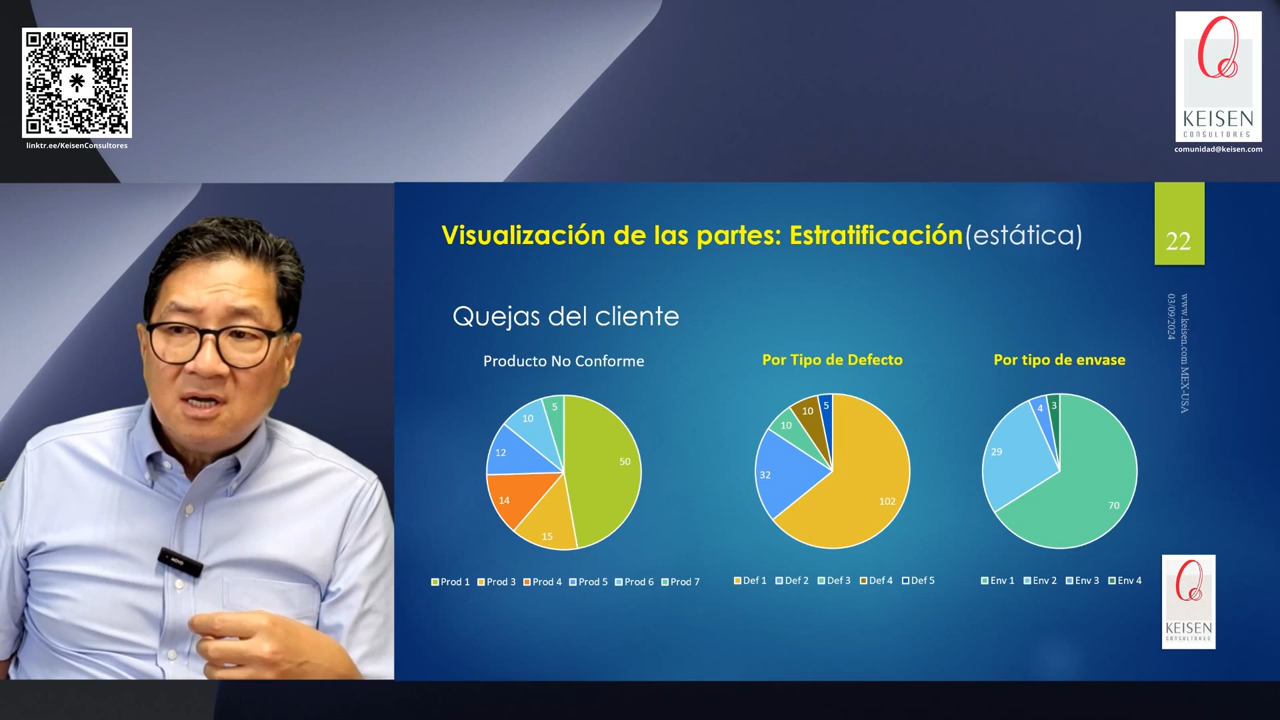 linktr.ee/KeisenConsultores
KEISEN
CONSULTORES
comunidad@keisen.com
Visualización de las partes: Estratificación(estática)
22
03/09/2024
www.keisen.com MEX-USA
Quejas del cliente
Producto No Conforme
5
10
12
14
15
50
Prod 1 Prod 3 Prod 4 Prod 5 Prod 6 Prod 7
Por Tipo de Defecto
5
10
10
32
102
Def 1 Def 2 Def 3 Def 4 Def 5
Por tipo de envase
3
4
29
70
Env 1 Env 2 Env 3 Env 4
KEISEN
CONSULTORES